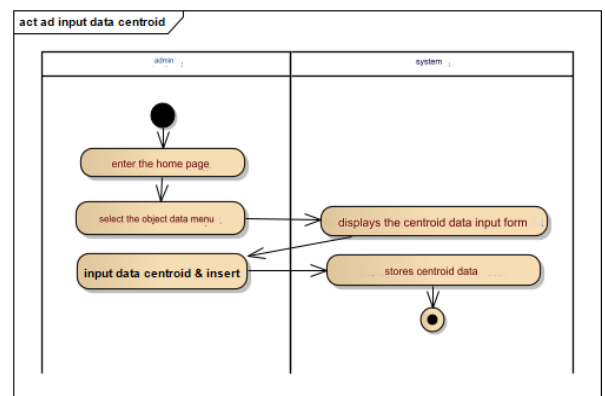 act ad input data centroid
admin
system
enter the home page
select the object data menu
displays the centroid data input form
input data centroid & insert
stores centroid data